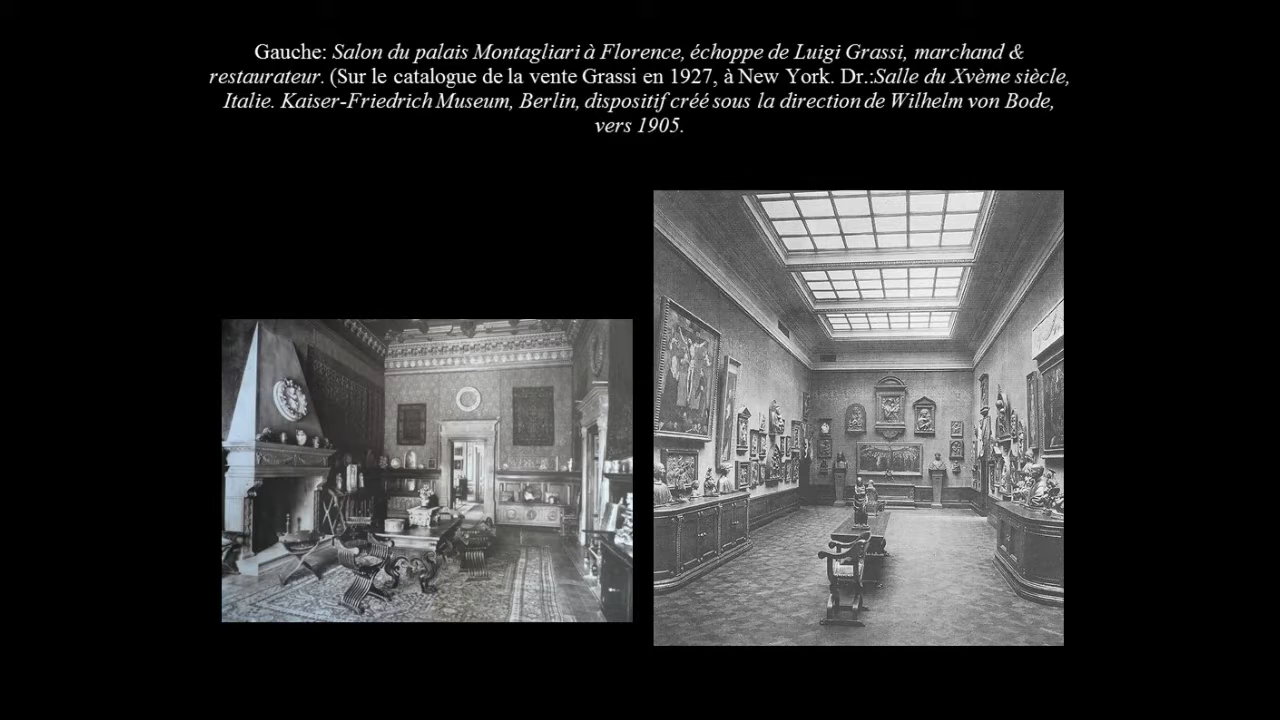 Gauche: Salon du palais Montagliari à Florence, échoppe de Luigi Grassi, marchand &
restaurateur. (Sur le catalogue de la vente Grassi en 1927, à New York. Dr.:Salle du Xvème siècle,
Italie. Kaiser-Friedrich Museum, Berlin, dispositif créé sous la direction de Wilhelm von Bode,
vers 1905.